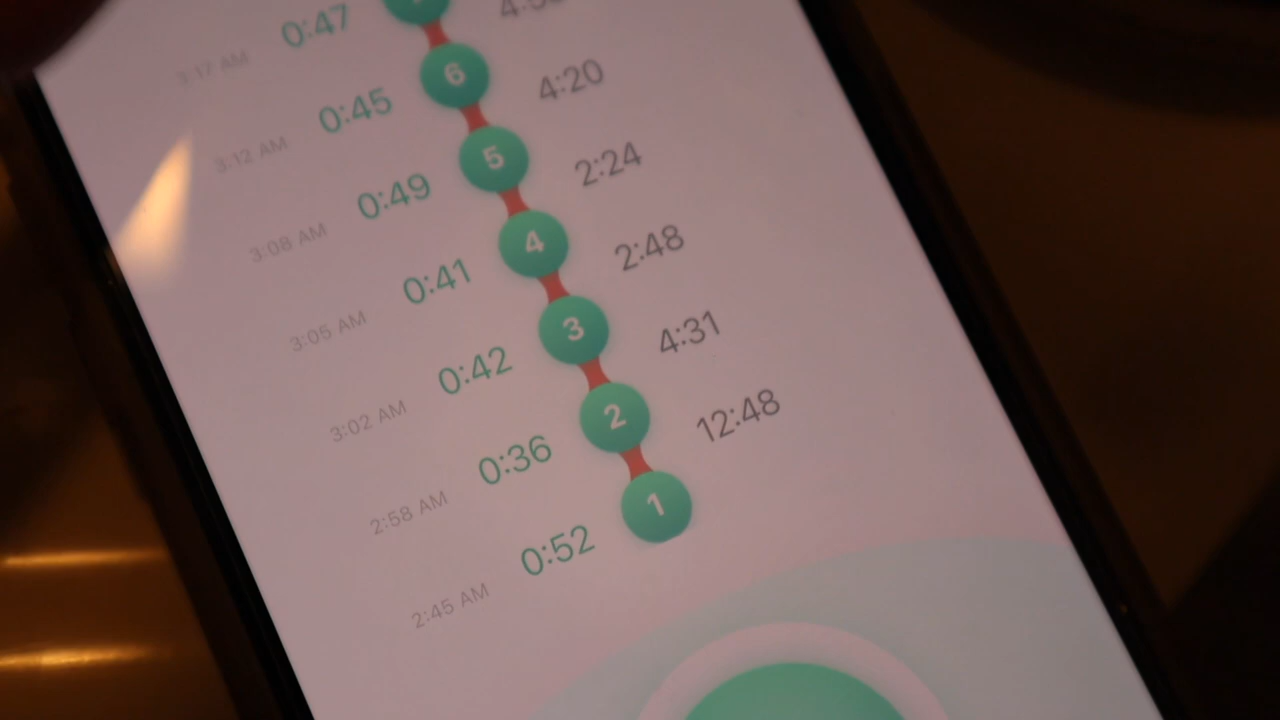 3:17 AM 0:47
6 4:20
3:12 AM 0:45
5 2:24
3:08 AM 0:49
4 2:48
3:05 AM 0:41
3 4:31
3:02 AM 0:42
2 12:48
2:58 AM 0:36
1
2:45 AM 0:52